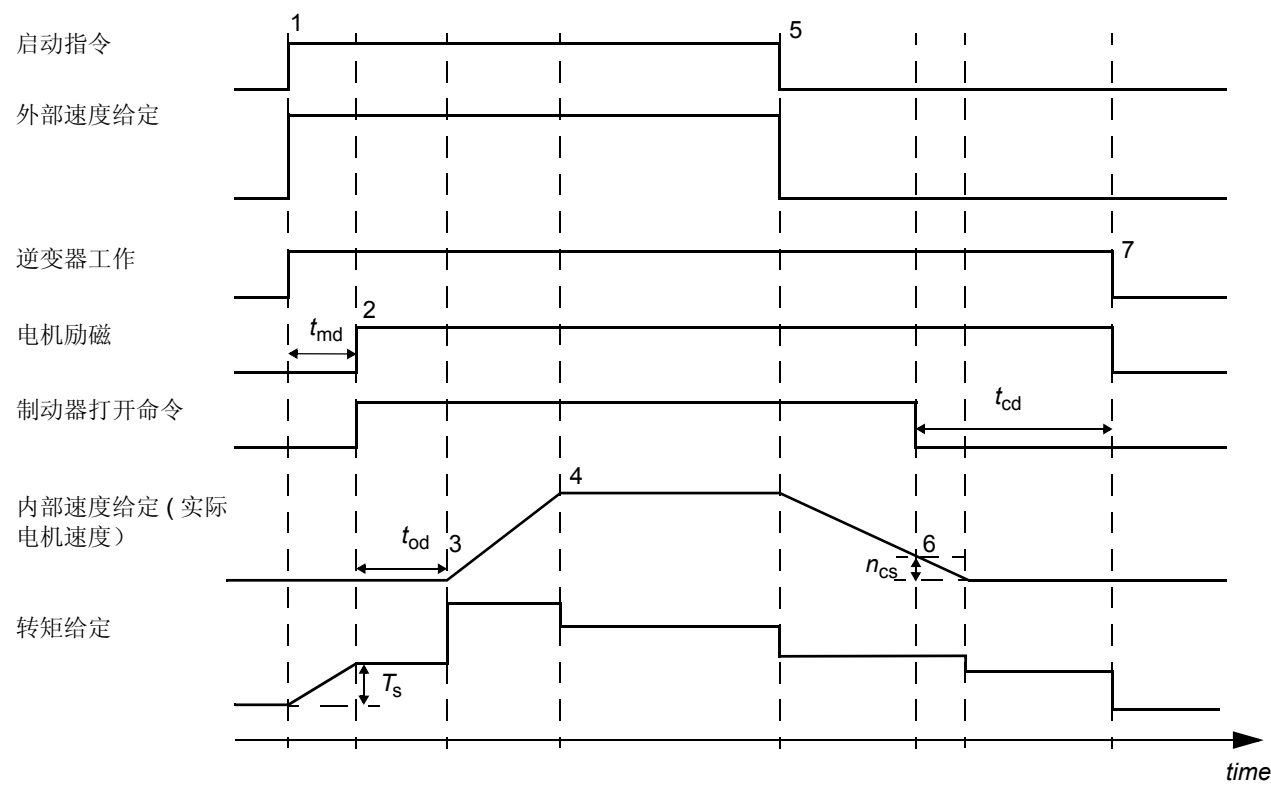 1
启动指令
5
外部速度给定
逆变器工作
7
电机励磁
tmd
2
制动器打开命令
tcd
内部速度给定 ( 实际
电机速度）
4
tod
3
6
ncs
转矩给定
Ts
time